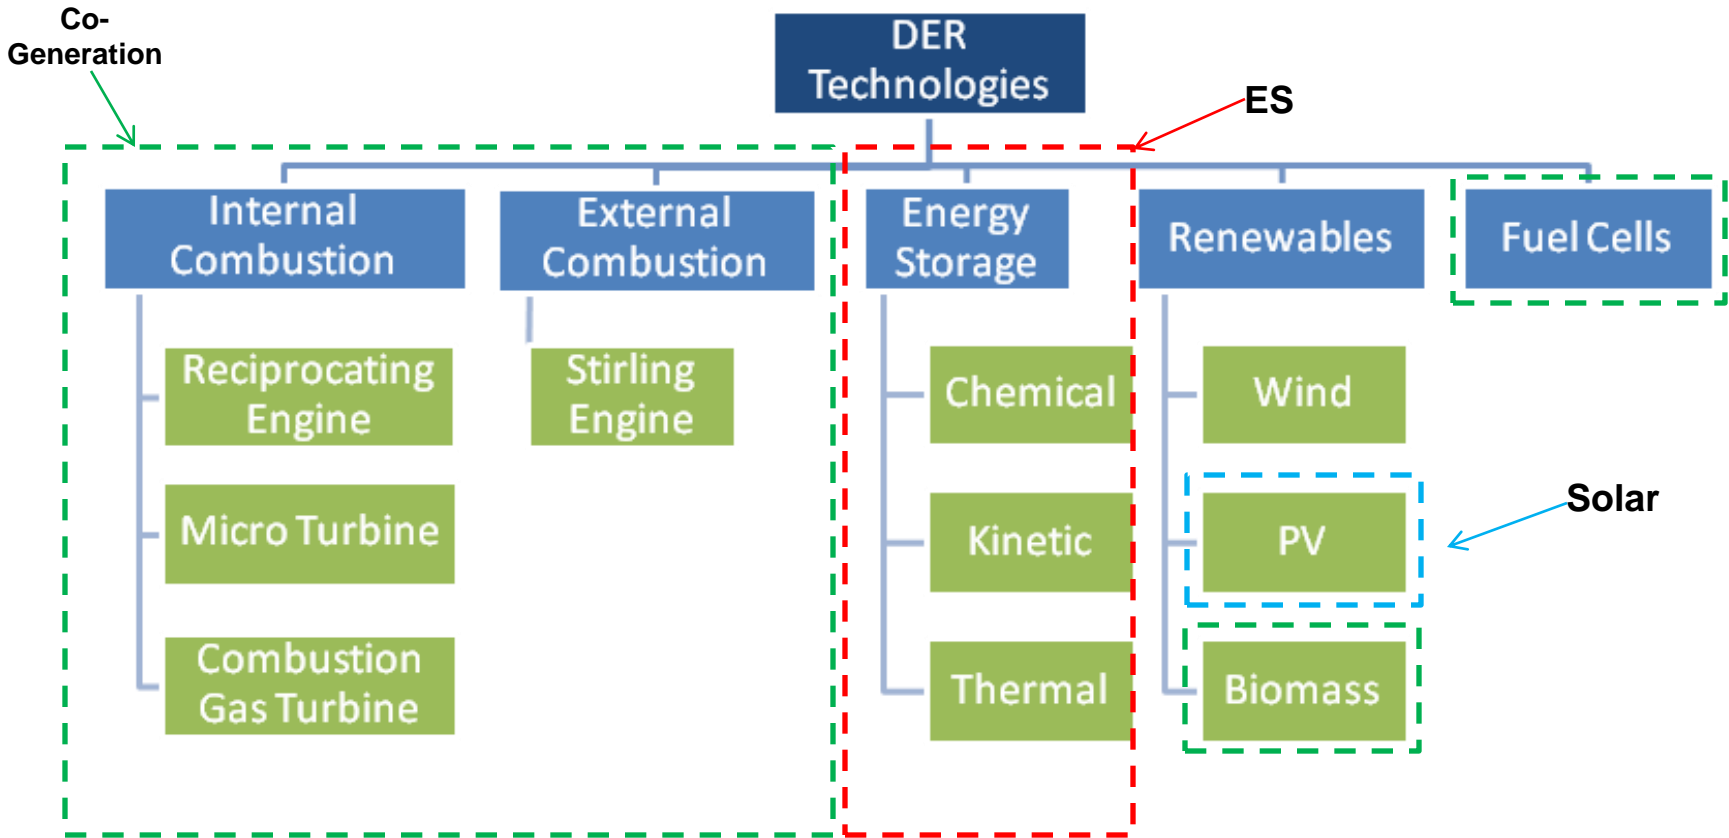 Co-
Generation
DER
Technologies
ES
Internal
Combustion
External
Combustion
Energy
Storage
Renewables
Fuel Cells
Reciprocating
Engine
Stirling
Engine
Chemical
Wind
Micro Turbine
Kinetic
PV
Solar
Combustion
Gas Turbine
Thermal
Biomass